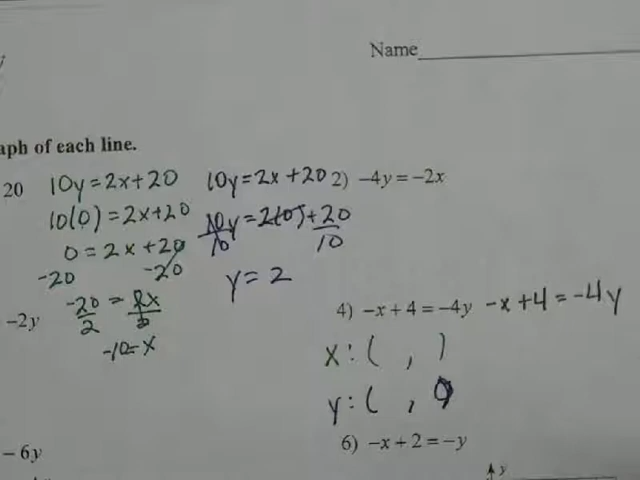 Name
aph of each line.
20 10y = 2x + 20 10y = 2x + 20 2) -4y = -2x
10(0) = 2x + 20 10y = 2(0) + 20
10 10
0 = 2x + 20
-20 -20
y = 2
-20 = 2x
2 2
-10 = x
-2y 4) -x + 4 = -4y -x + 4 = -4y
x: ( , )
y: ( , )
- 6y 6) -x + 2 = -y
y